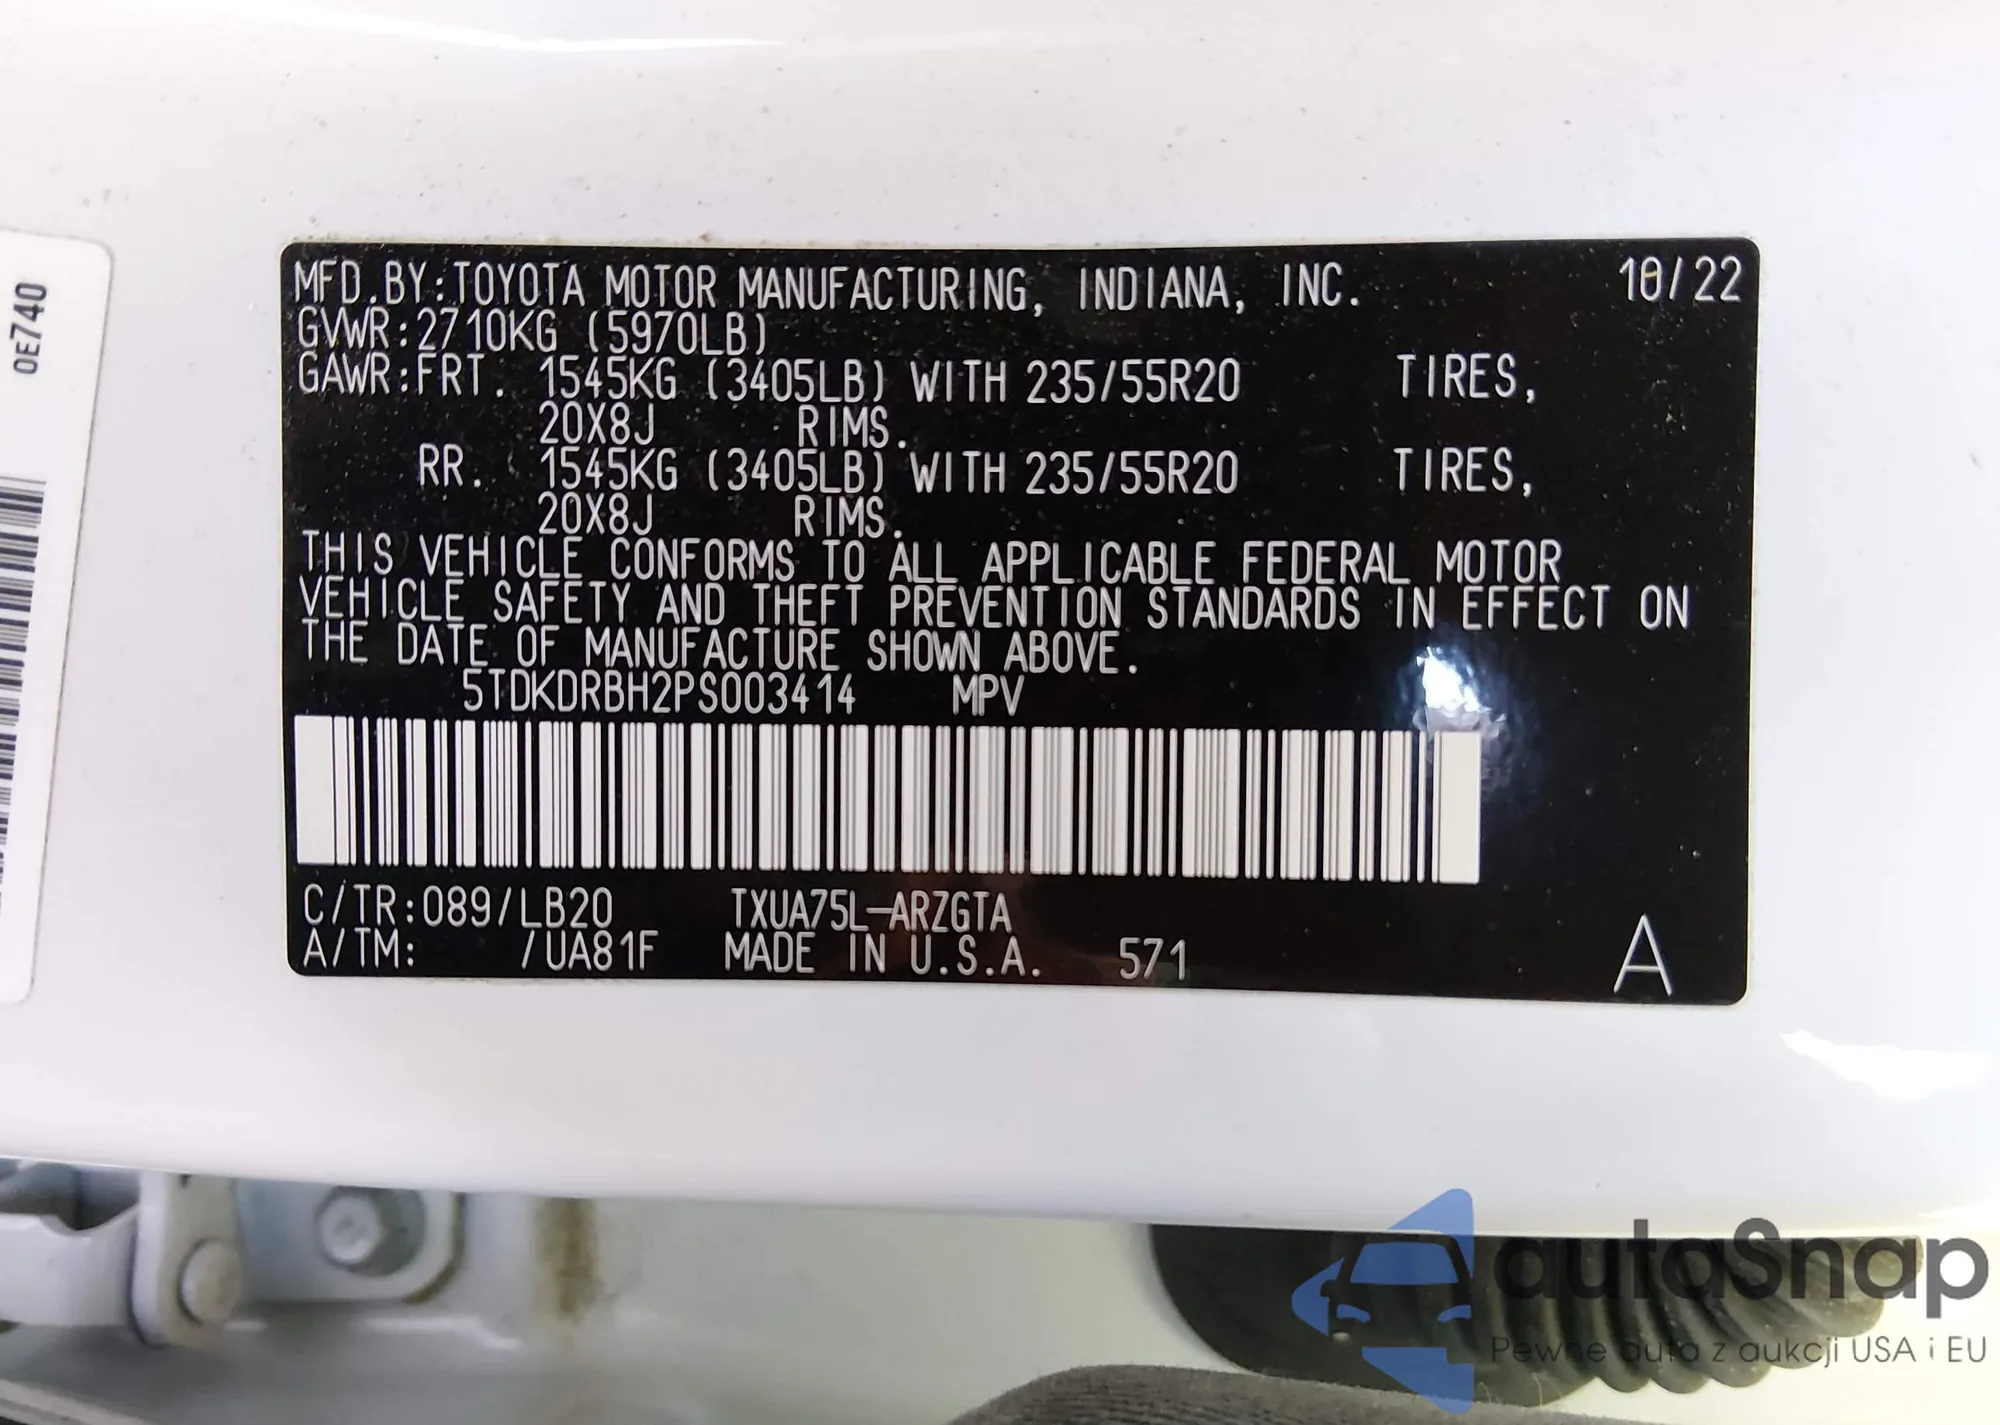 0E740
MFD.BY:TOYOTA MOTOR MANUFACTURING, INDIANA, INC. 10/22
GVWR:2710KG (5970LB)
GAWR:FRT. 1545KG (3405LB) WITH 235/55R20 TIRES,
20X8J RIMS.
RR. 1545KG (3405LB) WITH 235/55R20 TIRES,
20X8J RIMS.
THIS VEHICLE CONFORMS TO ALL APPLICABLE FEDERAL MOTOR
VEHICLE SAFETY AND THEFT PREVENTION STANDARDS IN EFFECT ON
THE DATE OF MANUFACTURE SHOWN ABOVE.
5TDKDRBH2PS003414 MPV
C/TR:089/LB20 TXUA75L-ARZGTA
A/TM: /UA81F MADE IN U.S.A. 571 A
autoSnap
Pewne auta z aukcji USA i EU